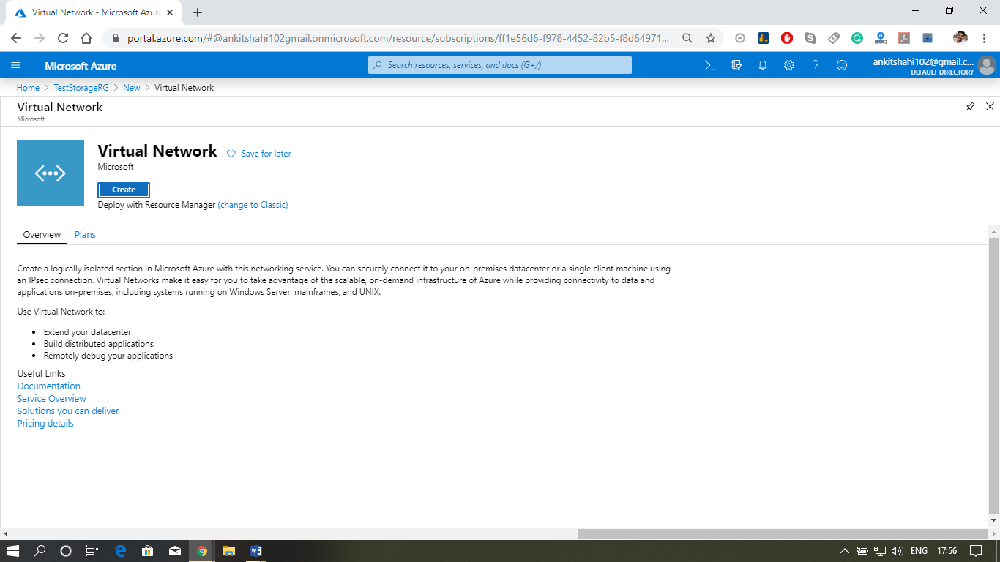 Virtual Network - Microsoft Azur
portal.azure.com/#@ankitshahi102gmail.onmicrosoft.com/resource/subscriptions/ff1e56d6-f978-4452-82b5-f8d64971...
Microsoft Azure
Search resources, services, and docs (G+/)
ankitshahi102@gmail.c...
DEFAULT DIRECTORY
Home > TestStorageRG > New > Virtual Network
Virtual Network
Microsoft
Virtual Network
Save for later
Microsoft
Create
Deploy with Resource Manager (change to Classic)
Overview Plans
Create a logically isolated section in Microsoft Azure with this networking service. You can securely connect it to your on-premises datacenter or a single client machine using
an IPsec connection. Virtual Networks make it easy for you to take advantage of the scalable, on-demand infrastructure of Azure while providing connectivity to data and
applications on-premises, including systems running on Windows Server, mainframes, and UNIX.
Use Virtual Network to:
• Extend your datacenter
• Build distributed applications
• Remotely debug your applications
Useful Links
Documentation
Service Overview
Solutions you can deliver
Pricing details
ENG 17:56